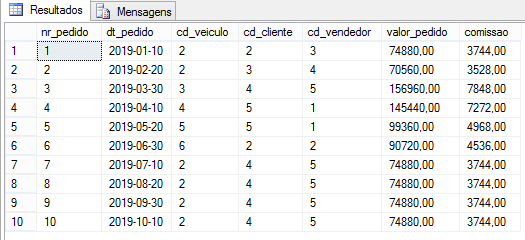 Resultados Mensagens
nr_pedido dt_pedido cd_veiculo cd_cliente cd_vendedor valor_pedido comissao
1 1 2019-01-10 2 2 3 74880,00 3744,00
2 2 2019-02-20 2 3 4 70560,00 3528,00
3 3 2019-03-30 3 4 5 156960,00 7848,00
4 4 2019-04-10 4 5 1 145440,00 7272,00
5 5 2019-05-20 5 5 1 99360,00 4968,00
6 6 2019-06-30 6 2 2 90720,00 4536,00
7 7 2019-07-10 2 4 5 74880,00 3744,00
8 8 2019-08-20 2 4 5 74880,00 3744,00
9 9 2019-09-30 2 4 5 74880,00 3744,00
10 10 2019-10-10 2 4 5 74880,00 3744,00